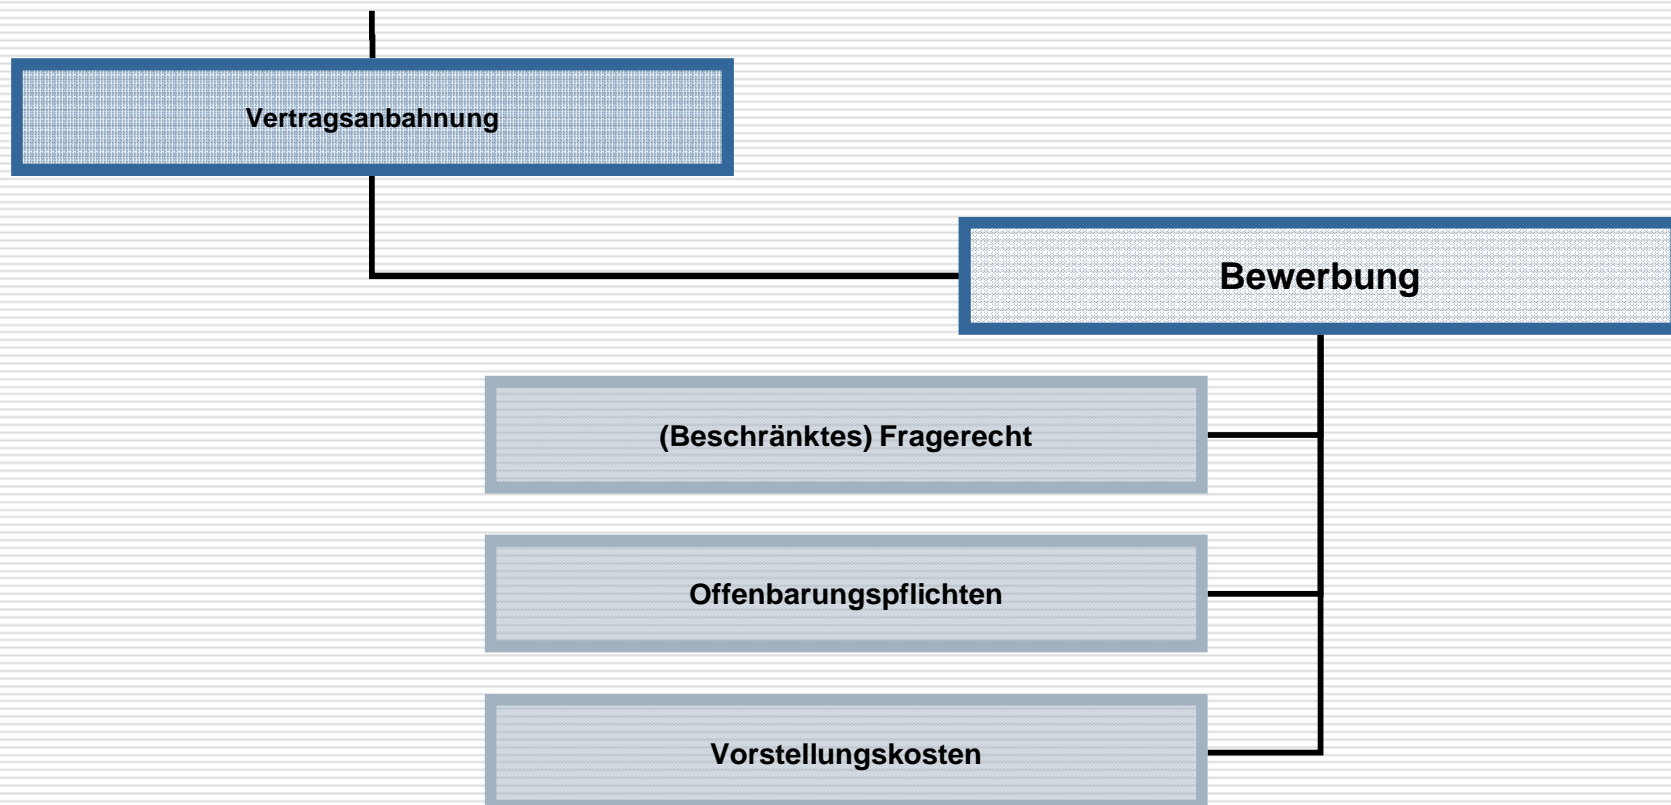 Vertragsanbahnung
Bewerbung
(Beschränktes) Fragerecht
Offenbarungspflichten
Vorstellungskosten